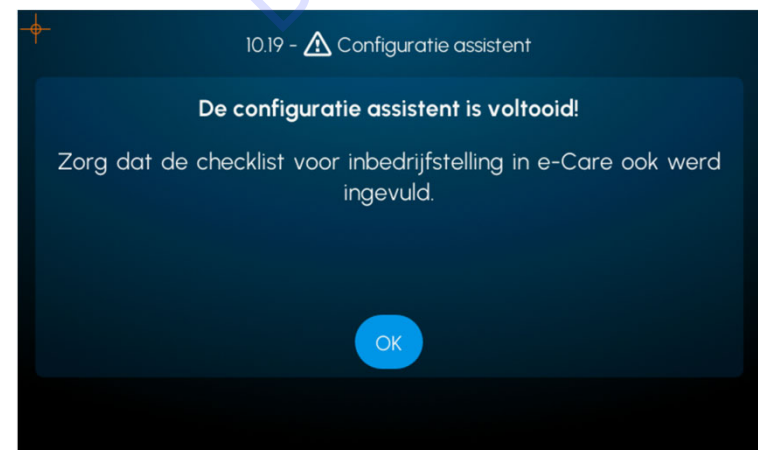 10.19 - Configuratie assistent
De configuratie assistent is voltooid!
Zorg dat de checklist voor inbedrijfstelling in e-Care ook werd
ingevuld.
OK